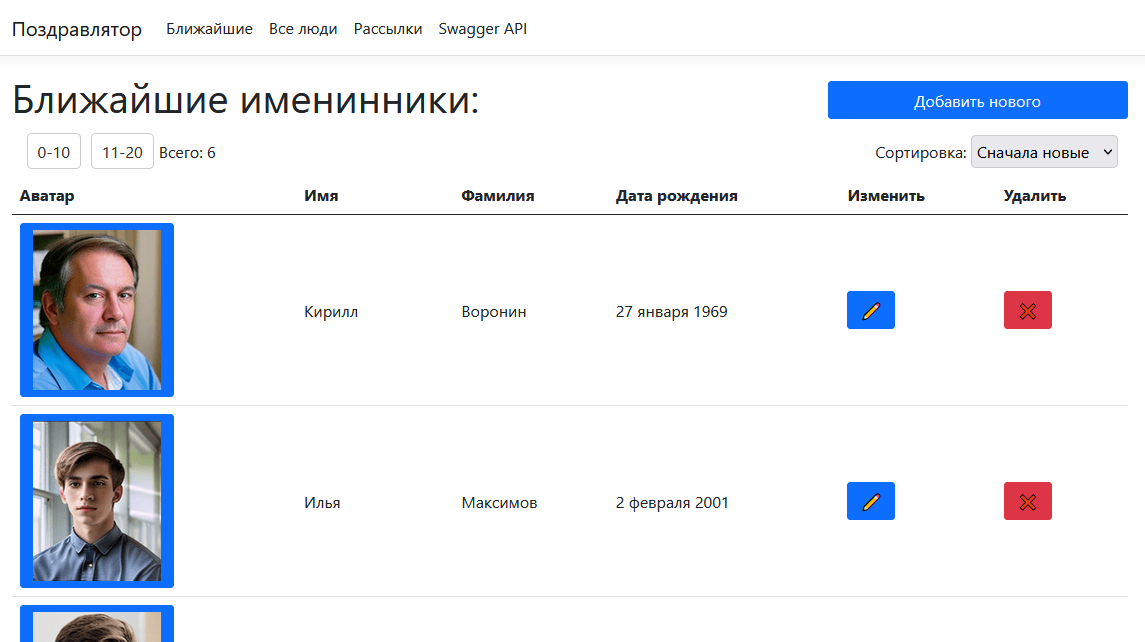 Поздравлятор Ближайшие Все люди Рассылки Swagger API
Ближайшие именинники: Добавить нового
0-10 11-20 Всего: 6 Сортировка: Сначала новые
Аватар Имя Фамилия Дата рождения Изменить Удалить
Кирилл Воронин 27 января 1969
Илья Максимов 2 февраля 2001